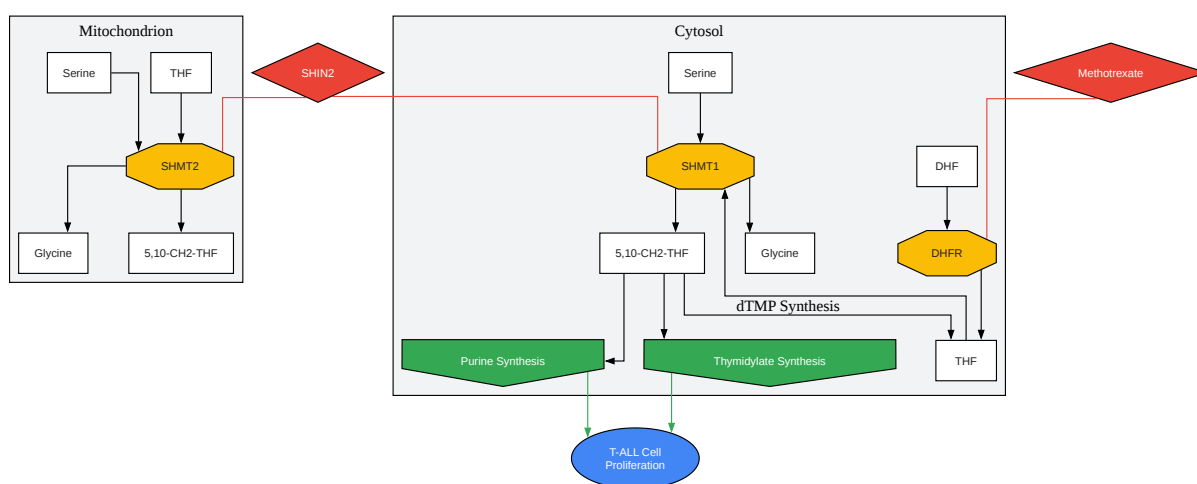 Mitochondrion
Cytosol
Serine
THF
SHIN2
Serine
Methotrexate
SHMT2
SHMT1
DHF
Glycine
5,10-CH2-THF
5,10-CH2-THF
Glycine
DHFR
dTMP Synthesis
Purine Synthesis
Thymidylate Synthesis
THF
T-ALL Cell
Proliferation